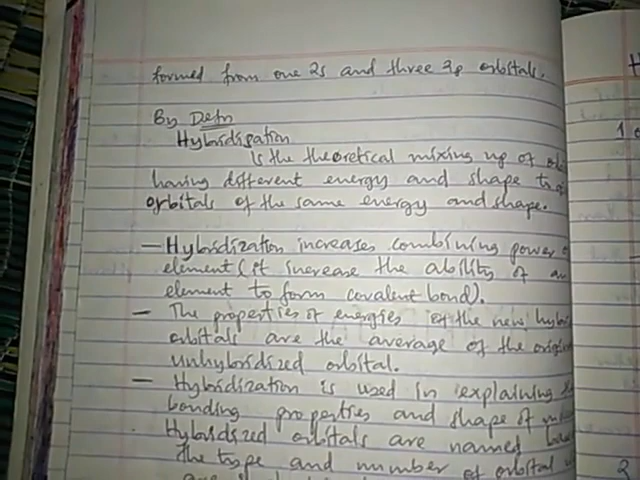 formed from one 2s and three 2p orbitals.
By Defn
Hybridization
Is the theoretical mixing up of
having different energy and shape to
orbitals of the same energy and shape.
— Hybridization increases combining power
element (it increase the ability of an
element to form covalent bond).
— The properties of energies of the new hybrid
orbitals are the average of the
unhybridized orbital.
— Hybridization is used in explaining
bonding properties and shape of
Hybridized orbitals are named
the type and number of orbital
1
2